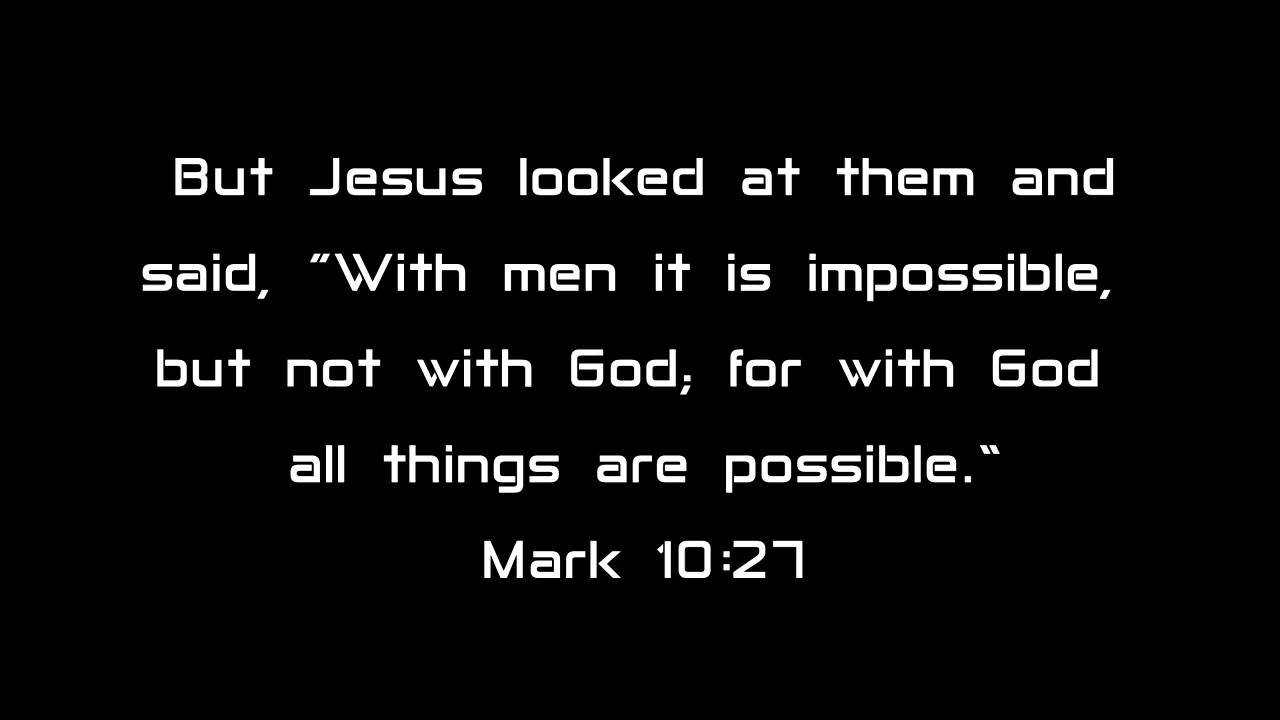 But Jesus looked at them and
said, “With men it is impossible,
but not with God; for with God
all things are possible.“
Mark 10:27